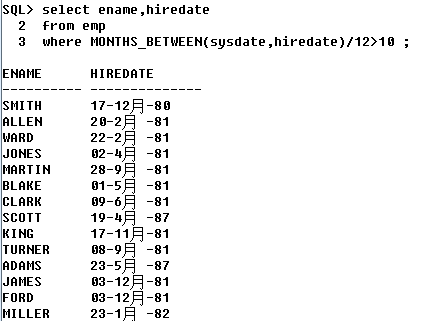 SQL> select ename,hiredate
  2  from emp
  3  where MONTHS_BETWEEN(sysdate,hiredate)/12>10 ;
ENAME      HIREDATE
---------- --------------
SMITH      17-12月-80
ALLEN      20-2月 -81
WARD       22-2月 -81
JONES      02-4月 -81
MARTIN     28-9月 -81
BLAKE      01-5月 -81
CLARK      09-6月 -81
SCOTT      19-4月 -87
KING       17-11月-81
TURNER     08-9月 -81
ADAMS      23-5月 -87
JAMES      03-12月-81
FORD       03-12月-81
MILLER     23-1月 -82